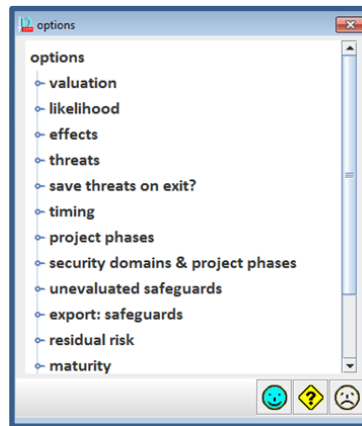 options
options
valuation
likelihood
effects
threats
save threats on exit?
timing
project phases
security domains & project phases
unevaluated safeguards
export: safeguards
residual risk
maturity
?